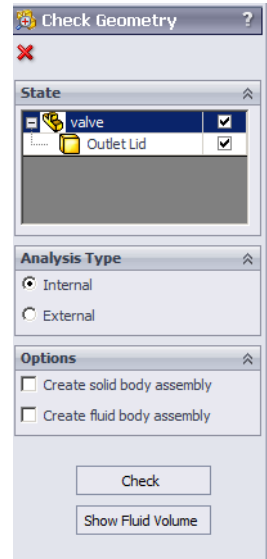 Check Geometry ?
State
valve
Outlet Lid
Analysis Type
Internal
External
Options
Create solid body assembly
Create fluid body assembly
Check
Show Fluid Volume